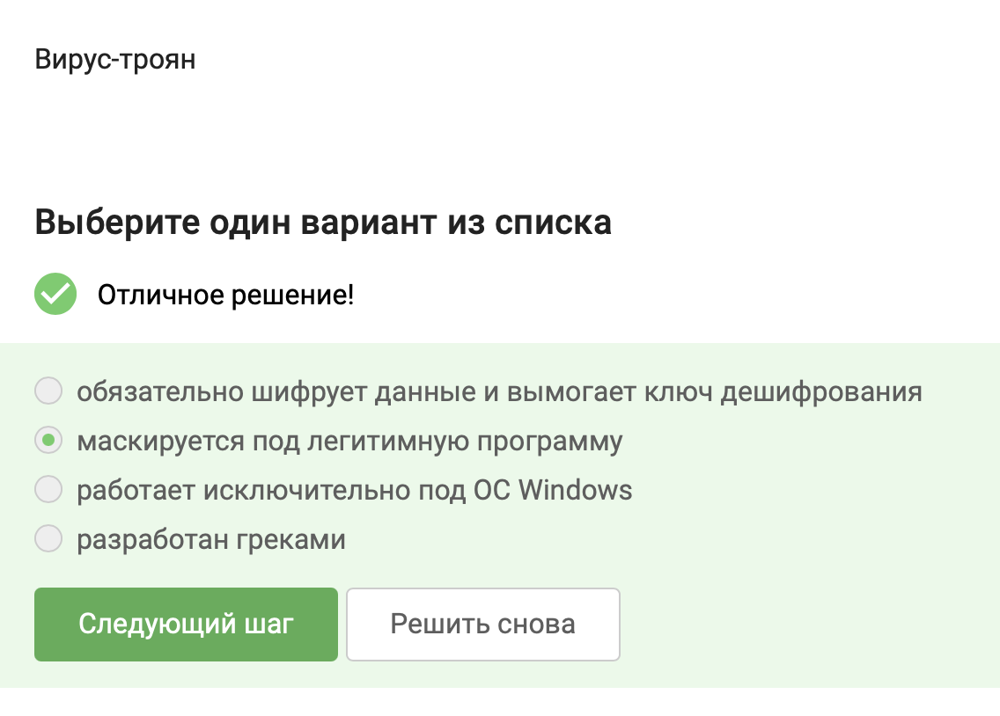 Вирус-троян
Выберите один вариант из списка
Отличное решение!
обязательно шифрует данные и вымогает ключ дешифрования
маскируется под легитимную программу
работает исключительно под ОС Windows
разработан греками
Следующий шаг
Решить снова